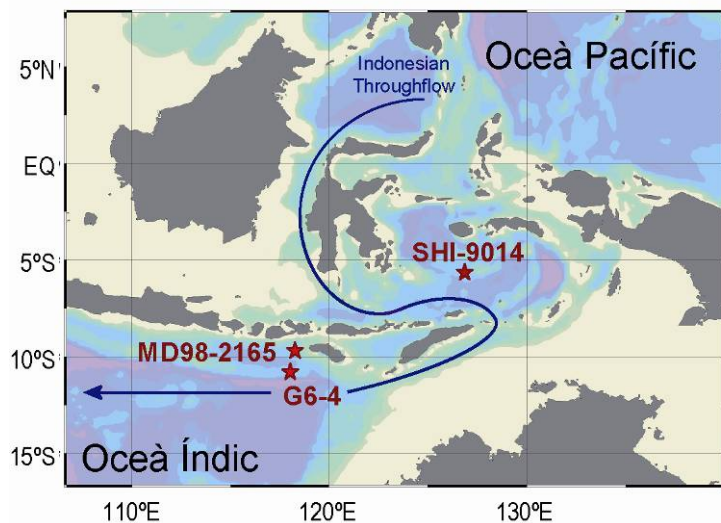 Oceà Pacífic
Indonesian
Throughflow
5ºN
EQ
SHI-9014
5ºS
MD98-2165
10ºS
G6-4
15ºS
Oceà Índic
110ºE
120ºE
130ºE